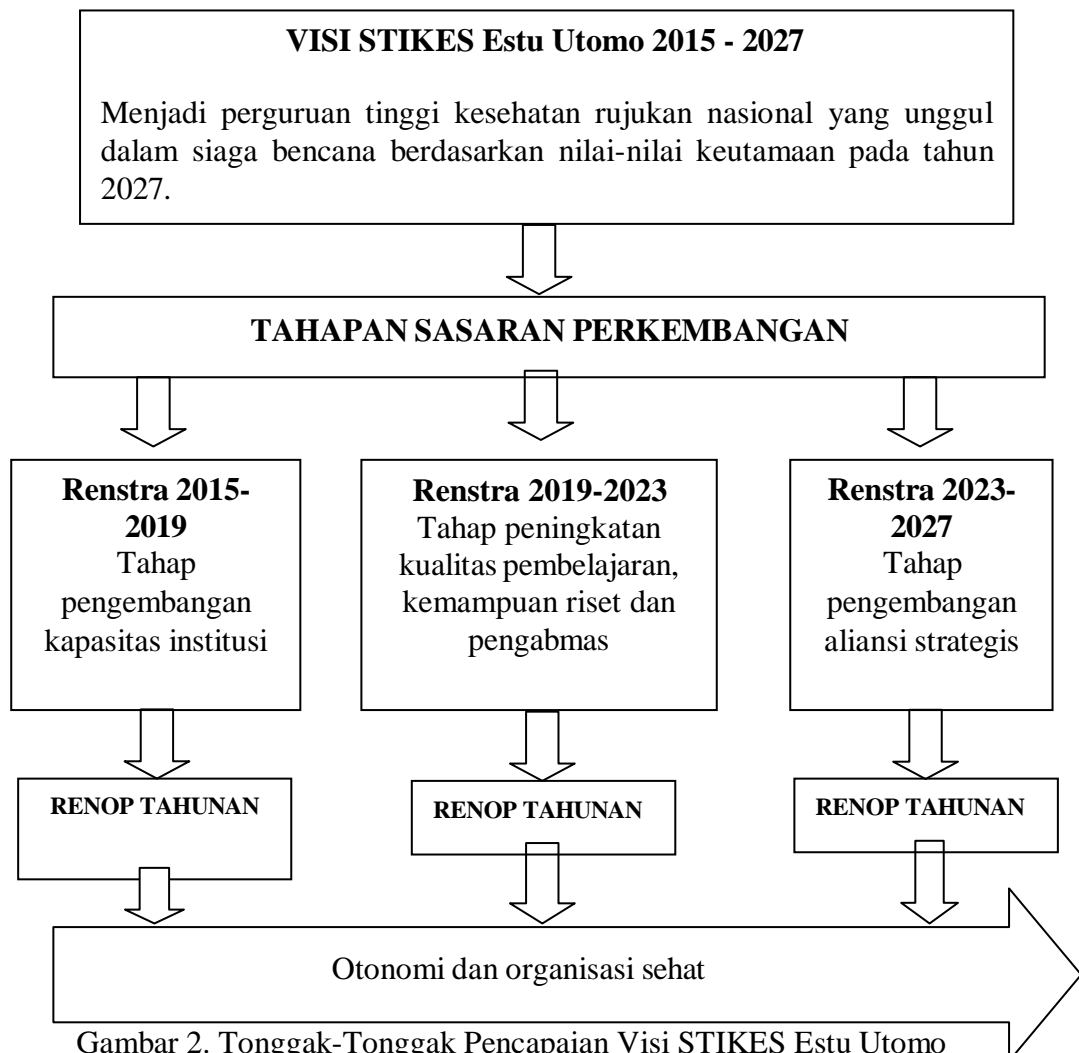 VISI STIKES Estu Utomo 2015 - 2027
Menjadi perguruan tinggi kesehatan rujukan nasional yang unggul
dalam siaga bencana berdasarkan nilai-nilai keutamaan pada tahun
2027.
TAHAPAN SASARAN PERKEMBANGAN
Renstra 2015-
2019
Tahap
pengembangan
kapasitas institusi
Renstra 2019-2023
Tahap peningkatan
kualitas pembelajaran,
kemampuan riset dan
pengabmas
Renstra 2023-
2027
Tahap
pengembangan
aliansi strategis
RENOP TAHUNAN
RENOP TAHUNAN
RENOP TAHUNAN
Otonomi dan organisasi sehat
Gambar 2. Tonggak-Tonggak Pencapaian Visi STIKES Estu Utomo